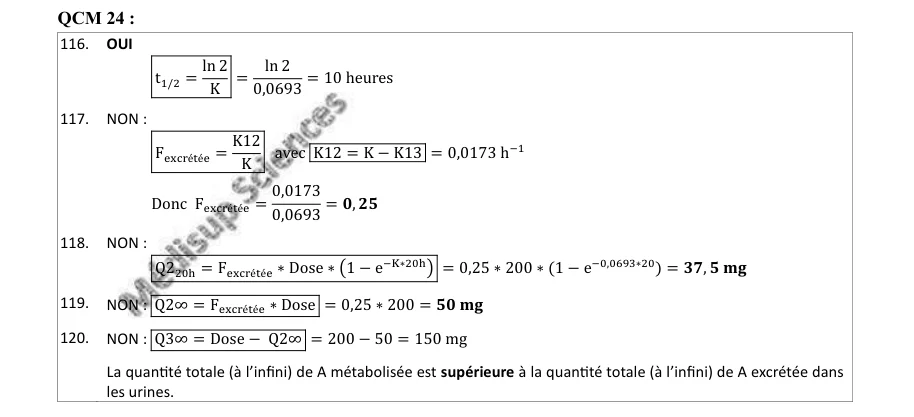 QCM 24 :
116. OUI
t1/2 = ln 2 / K = ln 2 / 0,0693 = 10 heures
117. NON :
Fexcrétée = K12 / K avec K12 = K − K13 = 0,0173 h⁻¹
Donc Fexcrétée = 0,0173 / 0,0693 = 0,25
118. NON :
Q2₂₀ₕ = Fexcrétée * Dose * (1 − e^−K*20h) = 0,25 * 200 * (1 − e^−0,0693*20) = 37,5 mg
119. NON : Q2∞ = Fexcrétée * Dose = 0,25 * 200 = 50 mg
120. NON : Q3∞ = Dose − Q2∞ = 200 − 50 = 150 mg
La quantité totale (à l’infini) de A métabolisée est supérieure à la quantité totale (à l’infini) de A excrétée dans
les urines.
Médisup Sciences